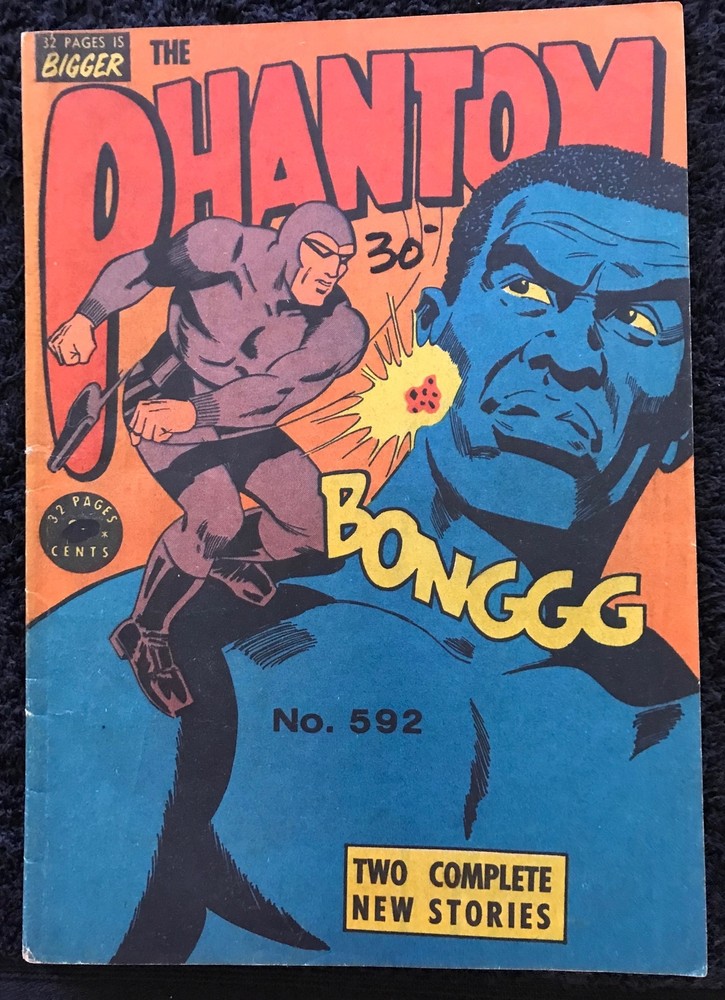 32 PAGES IS
BIGGER
THE
PHANTOM
30
32 PAGES
* CENTS
BONGGG
No. 592
TWO COMPLETE
NEW STORIES